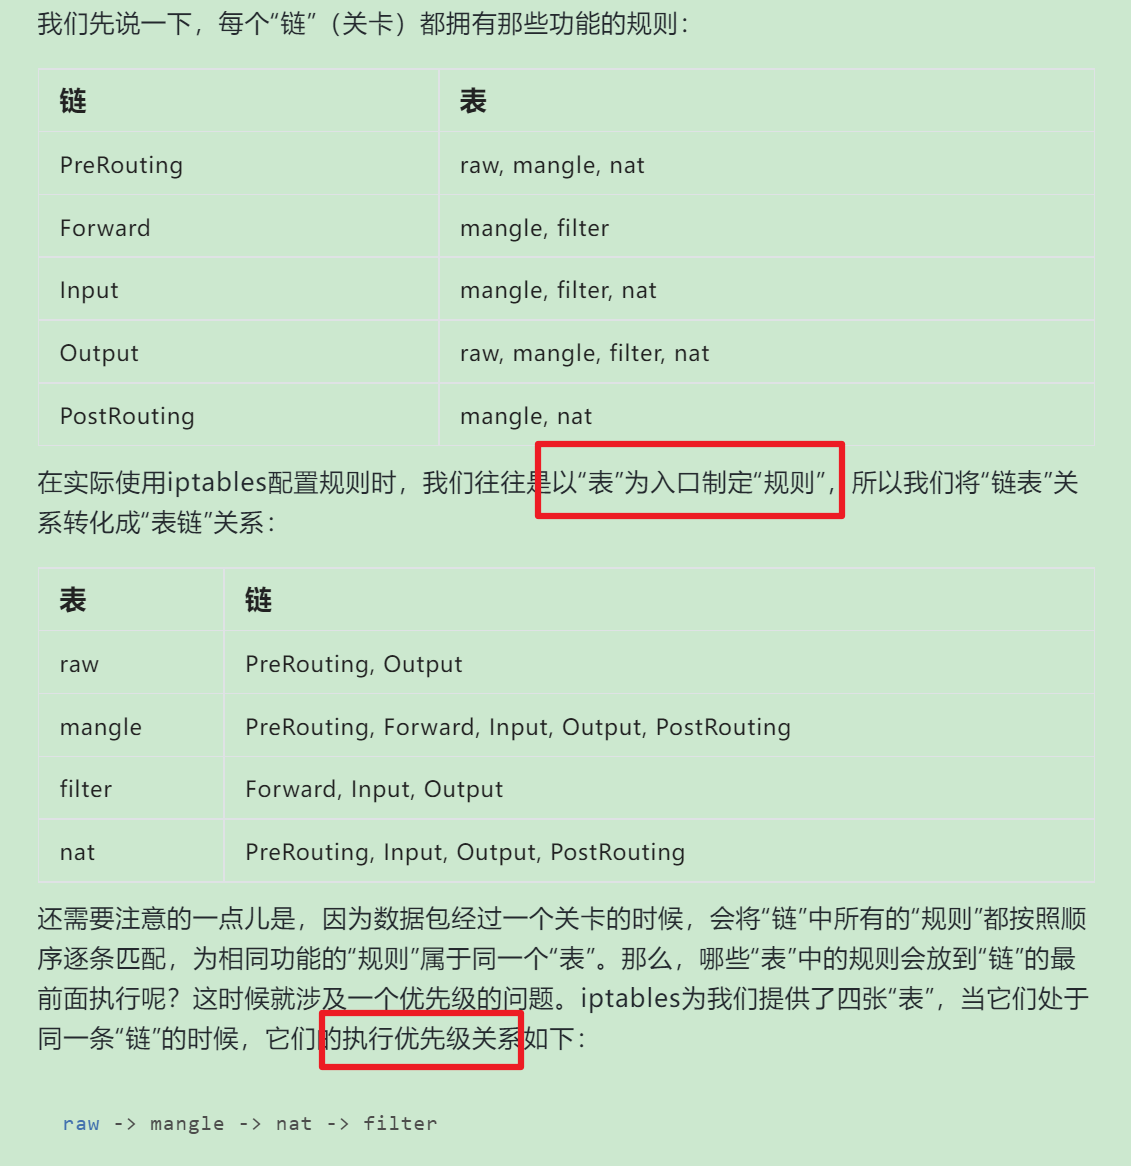 我们先说一下，每个“链”（关卡）都拥有那些功能的规则：
链 表
PreRouting raw, mangle, nat
Forward mangle, filter
Input mangle, filter, nat
Output raw, mangle, filter, nat
PostRouting mangle, nat
在实际使用iptables配置规则时，我们往往是以“表”为入口制定“规则”，所以我们将“链表”关
系转化成“表链”关系：
表 链
raw PreRouting, Output
mangle PreRouting, Forward, Input, Output, PostRouting
filter Forward, Input, Output
nat PreRouting, Input, Output, PostRouting
还需要注意的一点儿是，因为数据包经过一个关卡的时候，会将“链”中所有的“规则”都按照顺
序逐条匹配，为相同功能的“规则”属于同一个“表”。那么，哪些“表”中的规则会放到“链”的最
前面执行呢？这时候就涉及一个优先级的问题。iptables为我们提供了四张“表”，当它们处于
同一条“链”的时候，它们的执行优先级关系如下：
raw -> mangle -> nat -> filter